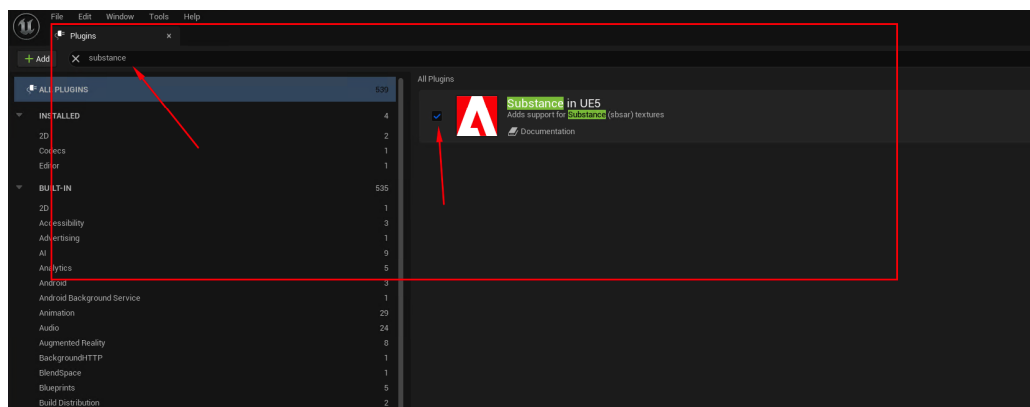 File Edit Window Tools Help
Plugins ×
+ Add × substance
All Plugins
ALL PLUGINS 539
Substance in UE5
Adds support for Substance (sbsar) textures
Documentation
INSTALLED 4
2D 2
Codecs 1
Editor 1
BUILT-IN 535
2D 1
Accessibility 3
Advertising 1
AI 9
Analytics 5
Android 3
Android Background Service 1
Animation 29
Audio 24
Augmented Reality 8
BackgroundHTTP 1
BlendSpace 1
Blueprints 5
Build Distribution 2